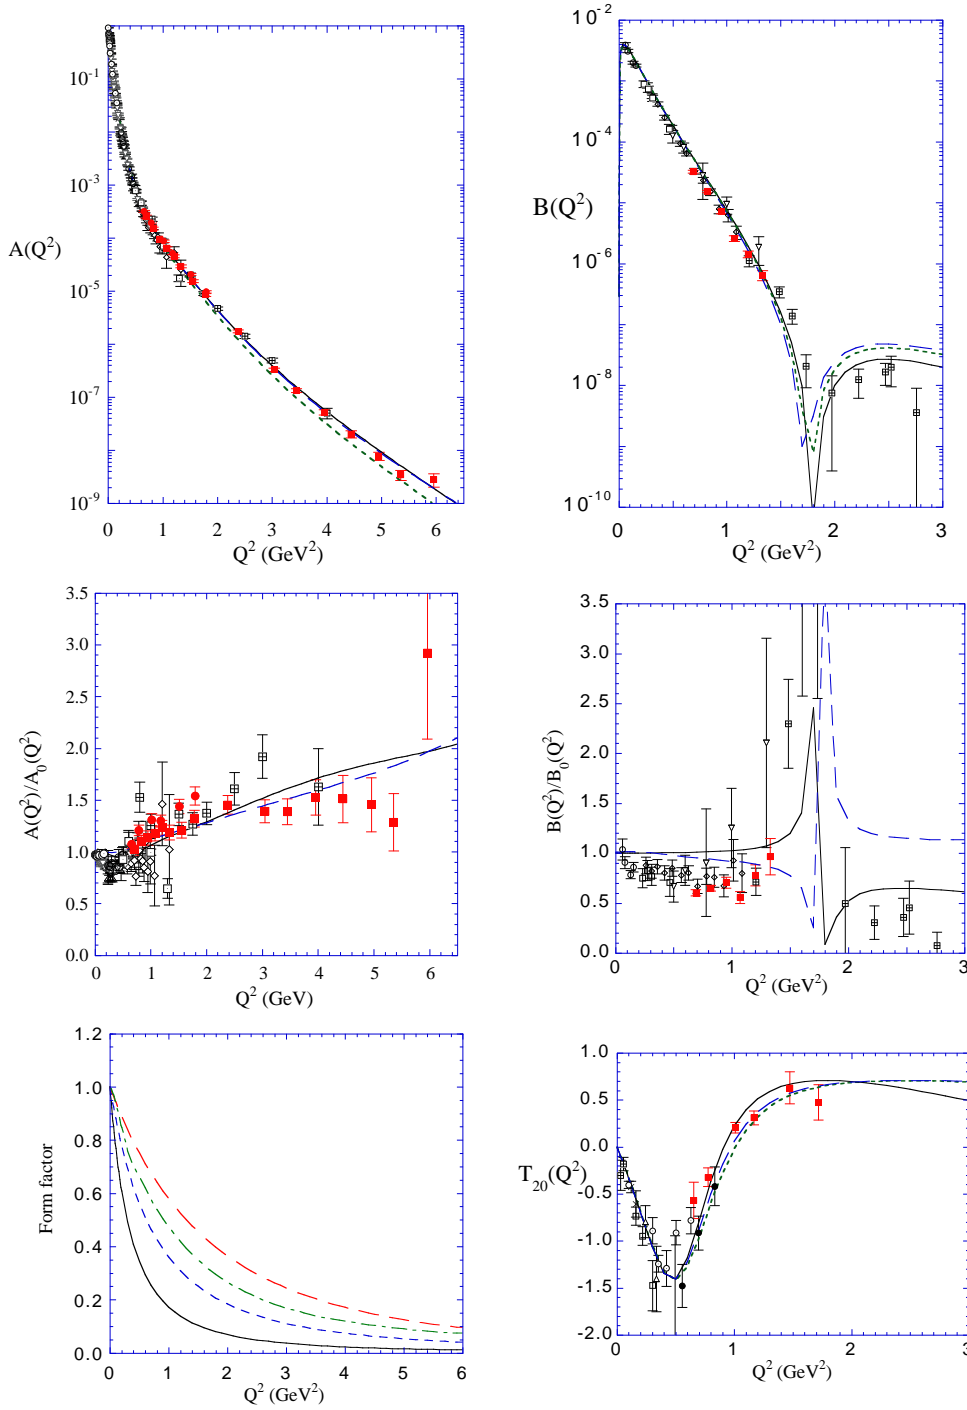 10^-1
10^-3
10^-5
10^-7
10^-9
A(Q^2)
0 1 2 3 4 5 6
Q^2 (GeV^2)
10^-2
10^-4
10^-6
10^-8
10^-10
B(Q^2)
0 1 2 3
Q^2 (GeV^2)
3.5
3.0
2.5
2.0
1.5
1.0
0.5
0.0
A(Q^2)/A_0(Q^2)
0 1 2 3 4 5 6
Q^2 (GeV)
3.5
3.0
2.5
2.0
1.5
1.0
0.5
0.0
B(Q^2)/B_0(Q^2)
0 1 2 3
Q^2 (GeV^2)
1.2
1.0
0.8
0.6
0.4
0.2
0.0
Form factor
0 1 2 3 4 5 6
Q^2 (GeV^2)
1.0
0.5
0.0
-0.5
-1.0
-1.5
-2.0
T_20(Q^2)
0 1 2 3
Q^2 (GeV^2)